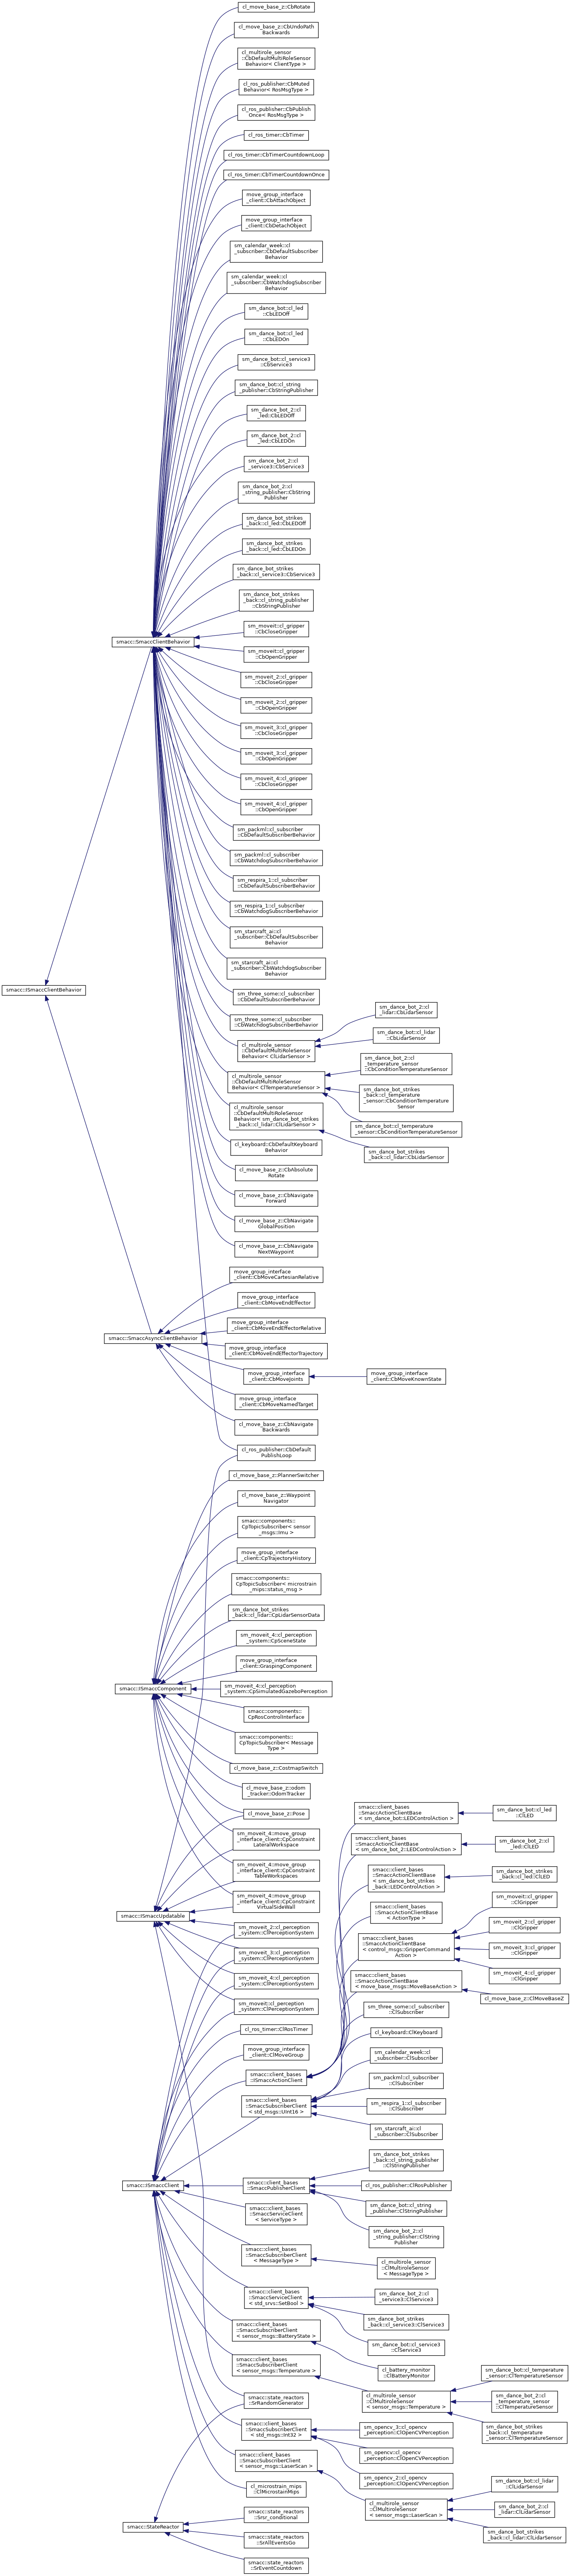 cl_move_base_z::CbRotate
cl_move_base_z::CbUndoPath
Backwards
cl_multirole_sensor
::CbDefaultMultiRoleSensor
Behavior< ClientType >
cl_ros_publisher::CbMuted
Behavior< RosMsgType >
cl_ros_publisher::CbPublish
Once< RosMsgType >
cl_ros_timer::CbTimer
cl_ros_timer::CbTimerCountdownLoop
cl_ros_timer::CbTimerCountdownOnce
move_group_interface
_client::CbAttachObject
move_group_interface
_client::CbDetachObject
sm_calendar_week::cl
_subscriber::CbDefaultSubscriber
Behavior
sm_calendar_week::cl
_subscriber::CbWatchdogSubscriber
Behavior
sm_dance_bot::cl_led
::CbLEDOff
sm_dance_bot::cl_led
::CbLEDOn
sm_dance_bot::cl_service3
::CbService3
sm_dance_bot::cl_string
_publisher::CbStringPublisher
sm_dance_bot_2::cl
_led::CbLEDOff
sm_dance_bot_2::cl
_led::CbLEDOn
sm_dance_bot_2::cl
_service3::CbService3
sm_dance_bot_2::cl
_string_publisher::CbString
Publisher
sm_dance_bot_strikes
_back::cl_led::CbLEDOff
sm_dance_bot_strikes
_back::cl_led::CbLEDOn
sm_dance_bot_strikes
_back::cl_service3::CbService3
sm_dance_bot_strikes
_back::cl_string_publisher
::CbStringPublisher
sm_moveit::cl_gripper
::CbCloseGripper
smacc::SmaccClientBehavior
sm_moveit::cl_gripper
::CbOpenGripper
sm_moveit_2::cl_gripper
::CbCloseGripper
sm_moveit_2::cl_gripper
::CbOpenGripper
sm_moveit_3::cl_gripper
::CbCloseGripper
sm_moveit_3::cl_gripper
::CbOpenGripper
sm_moveit_4::cl_gripper
::CbCloseGripper
sm_moveit_4::cl_gripper
::CbOpenGripper
sm_packml::cl_subscriber
::CbDefaultSubscriberBehavior
sm_packml::cl_subscriber
::CbWatchdogSubscriberBehavior
sm_respira_1::cl_subscriber
::CbDefaultSubscriberBehavior
sm_respira_1::cl_subscriber
::CbWatchdogSubscriberBehavior
sm_starcraft_ai::cl
_subscriber::CbDefaultSubscriber
Behavior
sm_starcraft_ai::cl
_subscriber::CbWatchdogSubscriber
Behavior
smacc::ISmaccClientBehavior
sm_three_some::cl_subscriber
::CbDefaultSubscriberBehavior
sm_three_some::cl_subscriber
::CbWatchdogSubscriberBehavior
cl_multirole_sensor
::CbDefaultMultiRoleSensor
Behavior< ClLidarSensor >
sm_dance_bot_2::cl
_lidar::CbLidarSensor
sm_dance_bot::cl_lidar
::CbLidarSensor
cl_multirole_sensor
::CbDefaultMultiRoleSensor
Behavior< ClTemperatureSensor >
sm_dance_bot_2::cl
_temperature_sensor
::CbConditionTemperatureSensor
sm_dance_bot_strikes
_back::cl_temperature
_sensor::CbConditionTemperature
Sensor
sm_dance_bot::cl_temperature
_sensor::CbConditionTemperatureSensor
cl_multirole_sensor
::CbDefaultMultiRoleSensor
Behavior< sm_dance_bot_strikes
_back::cl_lidar::ClLidarSensor >
sm_dance_bot_strikes
_back::cl_lidar::CbLidarSensor
cl_keyboard::CbDefaultKeyboard
Behavior
cl_move_base_z::CbAbsolute
Rotate
cl_move_base_z::CbNavigate
Forward
cl_move_base_z::CbNavigate
GlobalPosition
cl_move_base_z::CbNavigate
NextWaypoint
move_group_interface
_client::CbMoveCartesianRelative
move_group_interface
_client::CbMoveEndEffector
move_group_interface
_client::CbMoveEndEffectorRelative
smacc::SmaccAsyncClientBehavior
move_group_interface
_client::CbMoveEndEffectorTrajectory
move_group_interface
_client::CbMoveJoints
move_group_interface
_client::CbMoveKnownState
move_group_interface
_client::CbMoveNamedTarget
cl_move_base_z::CbNavigate
Backwards
cl_ros_publisher::CbDefault
PublishLoop
cl_move_base_z::PlannerSwitcher
cl_move_base_z::Waypoint
Navigator
smacc::components::
CpTopicSubscriber< sensor
_msgs::Imu >
move_group_interface
_client::CpTrajectoryHistory
smacc::components::
CpTopicSubscriber< microstrain
_mips::status_msg >
sm_dance_bot_strikes
_back::cl_lidar::CpLidarSensorData
sm_moveit_4::cl_perception
_system::CpSceneState
move_group_interface
_client::GraspingComponent
smacc::ISmaccComponent
sm_moveit_4::cl_perception
_system::CpSimulatedGazeboPerception
smacc::components::
CpRosControlInterface
smacc::components::
CpTopicSubscriber< Message
Type >
cl_move_base_z::CostmapSwitch
cl_move_base_z::odom
_tracker::OdomTracker
cl_move_base_z::Pose
sm_moveit_4::move_group
_interface_client::CpConstraint
LateralWorkspace
sm_moveit_4::move_group
_interface_client::CpConstraint
TableWorkspaces
sm_moveit_4::move_group
_interface_client::CpConstraint
VirtualSideWall
smacc::ISmaccUpdatable
sm_moveit_2::cl_perception
_system::ClPerceptionSystem
sm_moveit_3::cl_perception
_system::ClPerceptionSystem
sm_moveit_4::cl_perception
_system::ClPerceptionSystem
sm_moveit::cl_perception
_system::ClPerceptionSystem
cl_ros_timer::ClRosTimer
move_group_interface
_client::ClMoveGroup
smacc::client_bases
::ISmaccActionClient
smacc::client_bases
::SmaccActionClientBase
< sm_dance_bot::LEDControlAction >
sm_dance_bot::cl_led
::ClLED
smacc::client_bases
::SmaccActionClientBase
< sm_dance_bot_2::LEDControlAction >
sm_dance_bot_2::cl
_led::ClLED
smacc::client_bases
::SmaccActionClientBase
< sm_dance_bot_strikes
_back::LEDControlAction >
sm_dance_bot_strikes
_back::cl_led::ClLED
smacc::client_bases
::SmaccActionClientBase
< ActionType >
smacc::client_bases
::SmaccActionClientBase
< control_msgs::GripperCommand
Action >
sm_moveit::cl_gripper
::ClGripper
sm_moveit_2::cl_gripper
::ClGripper
sm_moveit_3::cl_gripper
::ClGripper
sm_moveit_4::cl_gripper
::ClGripper
smacc::client_bases
::SmaccActionClientBase
< move_base_msgs::MoveBaseAction >
cl_move_base_z::ClMoveBaseZ
smacc::client_bases
::SmaccSubscriberClient
< std_msgs::UInt16 >
sm_three_some::cl_subscriber
::ClSubscriber
cl_keyboard::ClKeyboard
sm_calendar_week::cl
_subscriber::ClSubscriber
sm_packml::cl_subscriber
::ClSubscriber
sm_respira_1::cl_subscriber
::ClSubscriber
sm_starcraft_ai::cl
_subscriber::ClSubscriber
smacc::ISmaccClient
smacc::client_bases
::SmaccPublisherClient
sm_dance_bot_strikes
_back::cl_string_publisher
::ClStringPublisher
cl_ros_publisher::ClRosPublisher
sm_dance_bot::cl_string
_publisher::ClStringPublisher
sm_dance_bot_2::cl
_string_publisher::ClString
Publisher
smacc::client_bases
::SmaccServiceClient
< ServiceType >
smacc::client_bases
::SmaccSubscriberClient
< MessageType >
cl_multirole_sensor
::ClMultiroleSensor
< MessageType >
smacc::client_bases
::SmaccServiceClient
< std_srvs::SetBool >
sm_dance_bot_2::cl
_service3::ClService3
sm_dance_bot_strikes
_back::cl_service3::ClService3
sm_dance_bot::cl_service3
::ClService3
smacc::client_bases
::SmaccSubscriberClient
< sensor_msgs::BatteryState >
cl_battery_monitor
::ClBatteryMonitor
smacc::client_bases
::SmaccSubscriberClient
< sensor_msgs::Temperature >
cl_multirole_sensor
::ClMultiroleSensor
< sensor_msgs::Temperature >
sm_dance_bot::cl_temperature
_sensor::ClTemperatureSensor
sm_dance_bot_2::cl
_temperature_sensor
::ClTemperatureSensor
sm_dance_bot_strikes
_back::cl_temperature
_sensor::ClTemperatureSensor
smacc::state_reactors
::SrRandomGenerator
smacc::client_bases
::SmaccSubscriberClient
< std_msgs::Int32 >
sm_opencv_3::cl_opencv
_perception::ClOpenCVPerception
sm_opencv::cl_opencv
_perception::ClOpenCVPerception
sm_opencv_2::cl_opencv
_perception::ClOpenCVPerception
smacc::client_bases
::SmaccSubscriberClient
< sensor_msgs::LaserScan >
cl_multirole_sensor
::ClMultiroleSensor
< sensor_msgs::LaserScan >
sm_dance_bot::cl_lidar
::ClLidarSensor
sm_dance_bot_2::cl
_lidar::ClLidarSensor
sm_dance_bot_strikes
_back::cl_lidar::ClLidarSensor
cl_microstrain_mips
::ClMicrostrainMips
smacc::StateReactor
smacc::state_reactors
::Srsr_conditional
smacc::state_reactors
::SrAllEventsGo
smacc::state_reactors
::SrEventCountdown